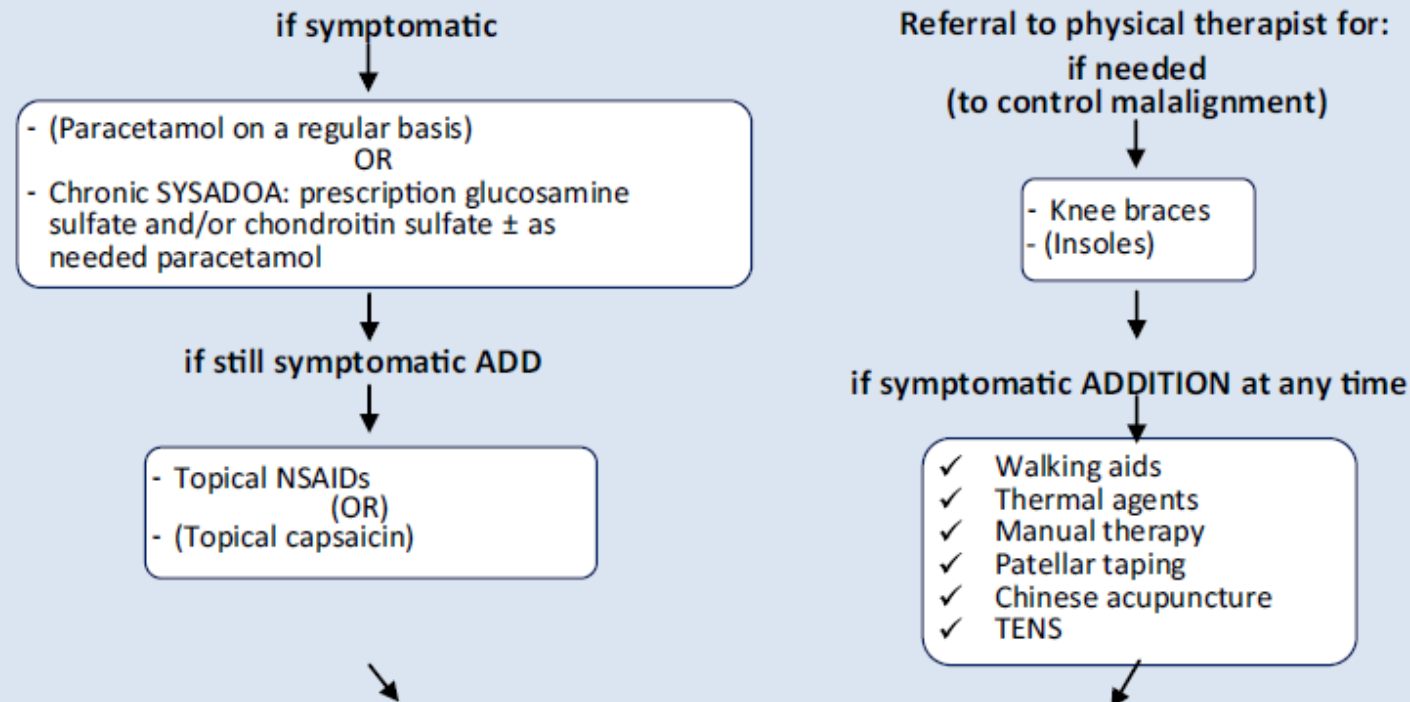 if symptomatic
- (Paracetamol on a regular basis)
OR
- Chronic SYSADOA: prescription glucosamine
sulfate and/or chondroitin sulfate ± as
needed paracetamol
if still symptomatic ADD
- Topical NSAIDs
(OR)
- (Topical capsaicin)
Referral to physical therapist for:
if needed
(to control malalignment)
- Knee braces
- (Insoles)
if symptomatic ADDITION at any time
✓ Walking aids
✓ Thermal agents
✓ Manual therapy
✓ Patellar taping
✓ Chinese acupuncture
✓ TENS